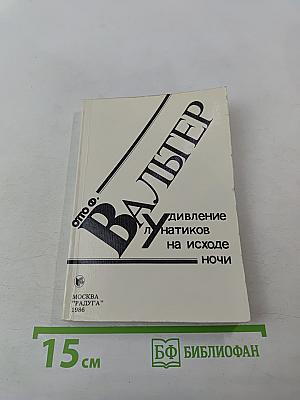 ОТТО Ф.
ВАЛЬТЕР
Удивление
лунатиков
на исходе
ночи
МОСКВА
"РАДУГА"
1986
15 см
БФ БИБЛИОФАН